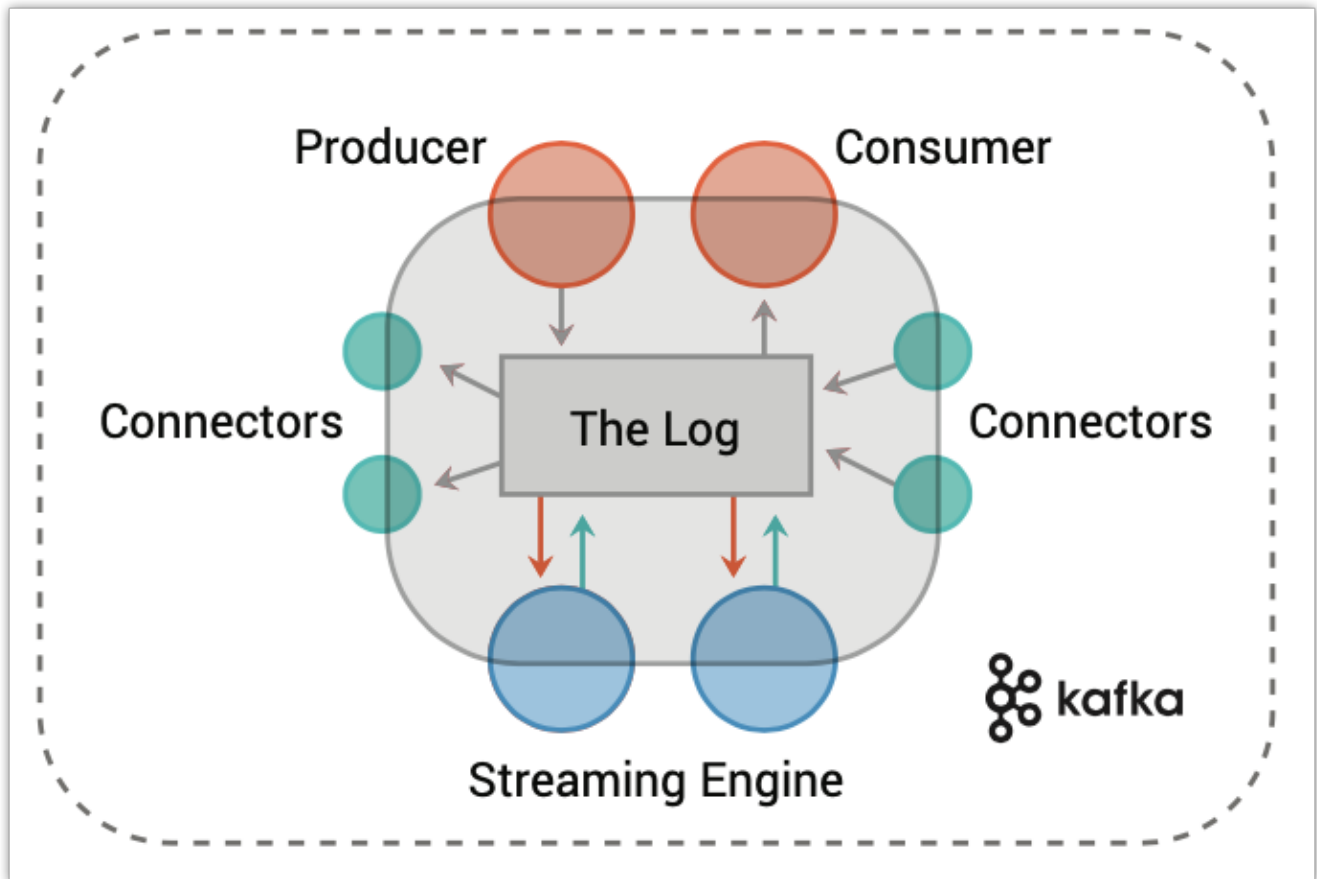 Producer
Consumer
Connectors
The Log
Connectors
Streaming Engine
kafka